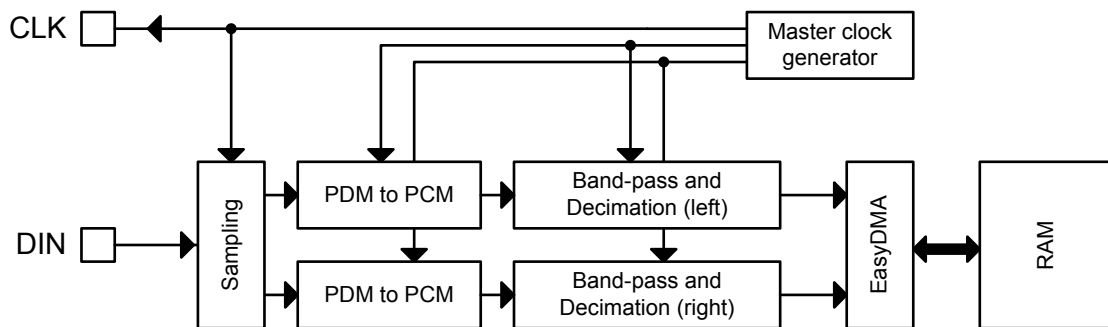 CLK
Master clock
generator
DIN
Sampling
PDM to PCM
Band-pass and
Decimation (left)
PDM to PCM
Band-pass and
Decimation (right)
EasyDMA
RAM